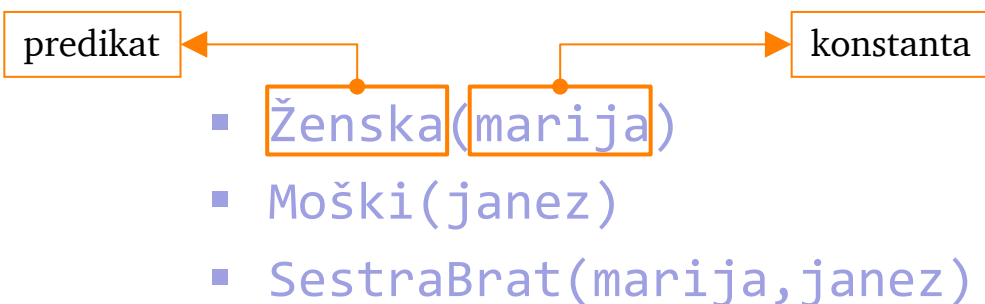 predikat konstanta
▪ Ženska(marija)
▪ Moški(janez)
▪ SestraBrat(marija,janez)